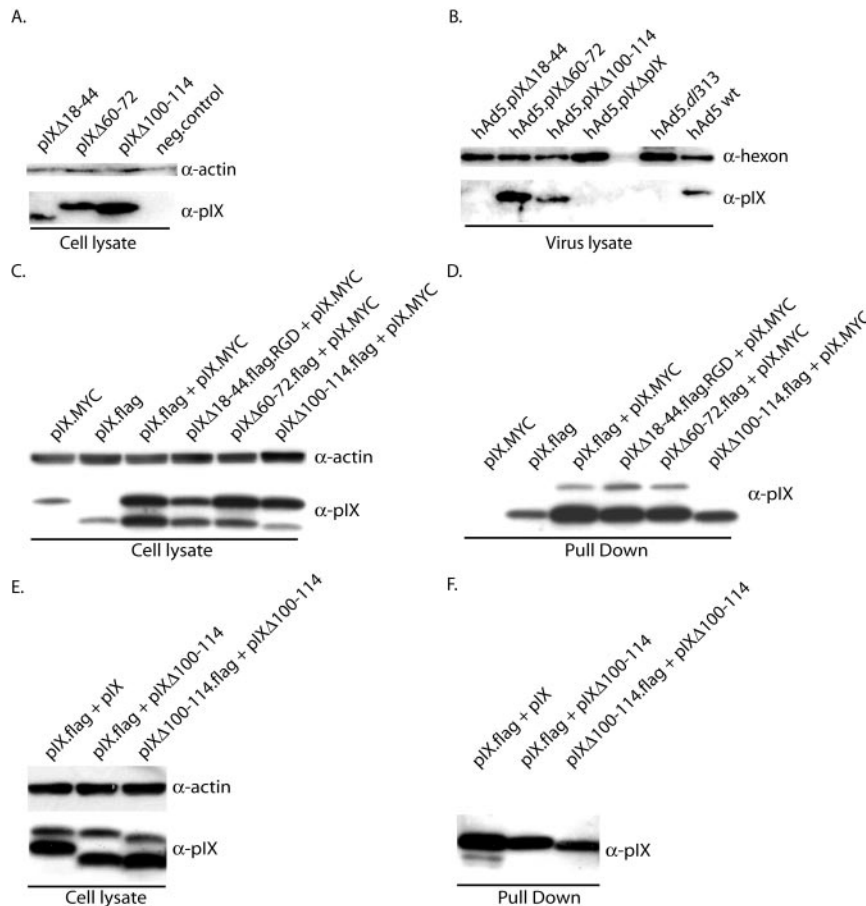 A.
pIXΔ18-44
pIXΔ60-72
pIXΔ100-114
neg.control
α-actin
α-pIX
Cell lysate
B.
hAd5.pIXΔ18-44
hAd5.pIXΔ60-72
hAd5.pIXΔ100-114
hAd5.pIXΔpIX
hAd5.dl313
hAd5 wt
α-hexon
α-pIX
Virus lysate
C.
pIX.MYC
pIX.flag
pIX.flag + pIX.MYC
pIXΔ18-44.flag.RGD + pIX.MYC
pIXΔ60-72.flag + pIX.MYC
pIXΔ100-114.flag + pIX.MYC
α-actin
α-pIX
Cell lysate
D.
pIX.MYC
pIX.flag
pIX.flag + pIX.MYC
pIXΔ18-44.flag.RGD + pIX.MYC
pIXΔ60-72.flag + pIX.MYC
pIXΔ100-114.flag + pIX.MYC
α-pIX
Pull Down
E.
pIX.flag + pIX
pIX.flag + pIXΔ100-114
pIXΔ100-114.flag + pIXΔ100-114
α-actin
α-pIX
Cell lysate
F.
pIX.flag + pIX
pIX.flag + pIXΔ100-114
pIXΔ100-114.flag + pIXΔ100-114
α-pIX
Pull Down